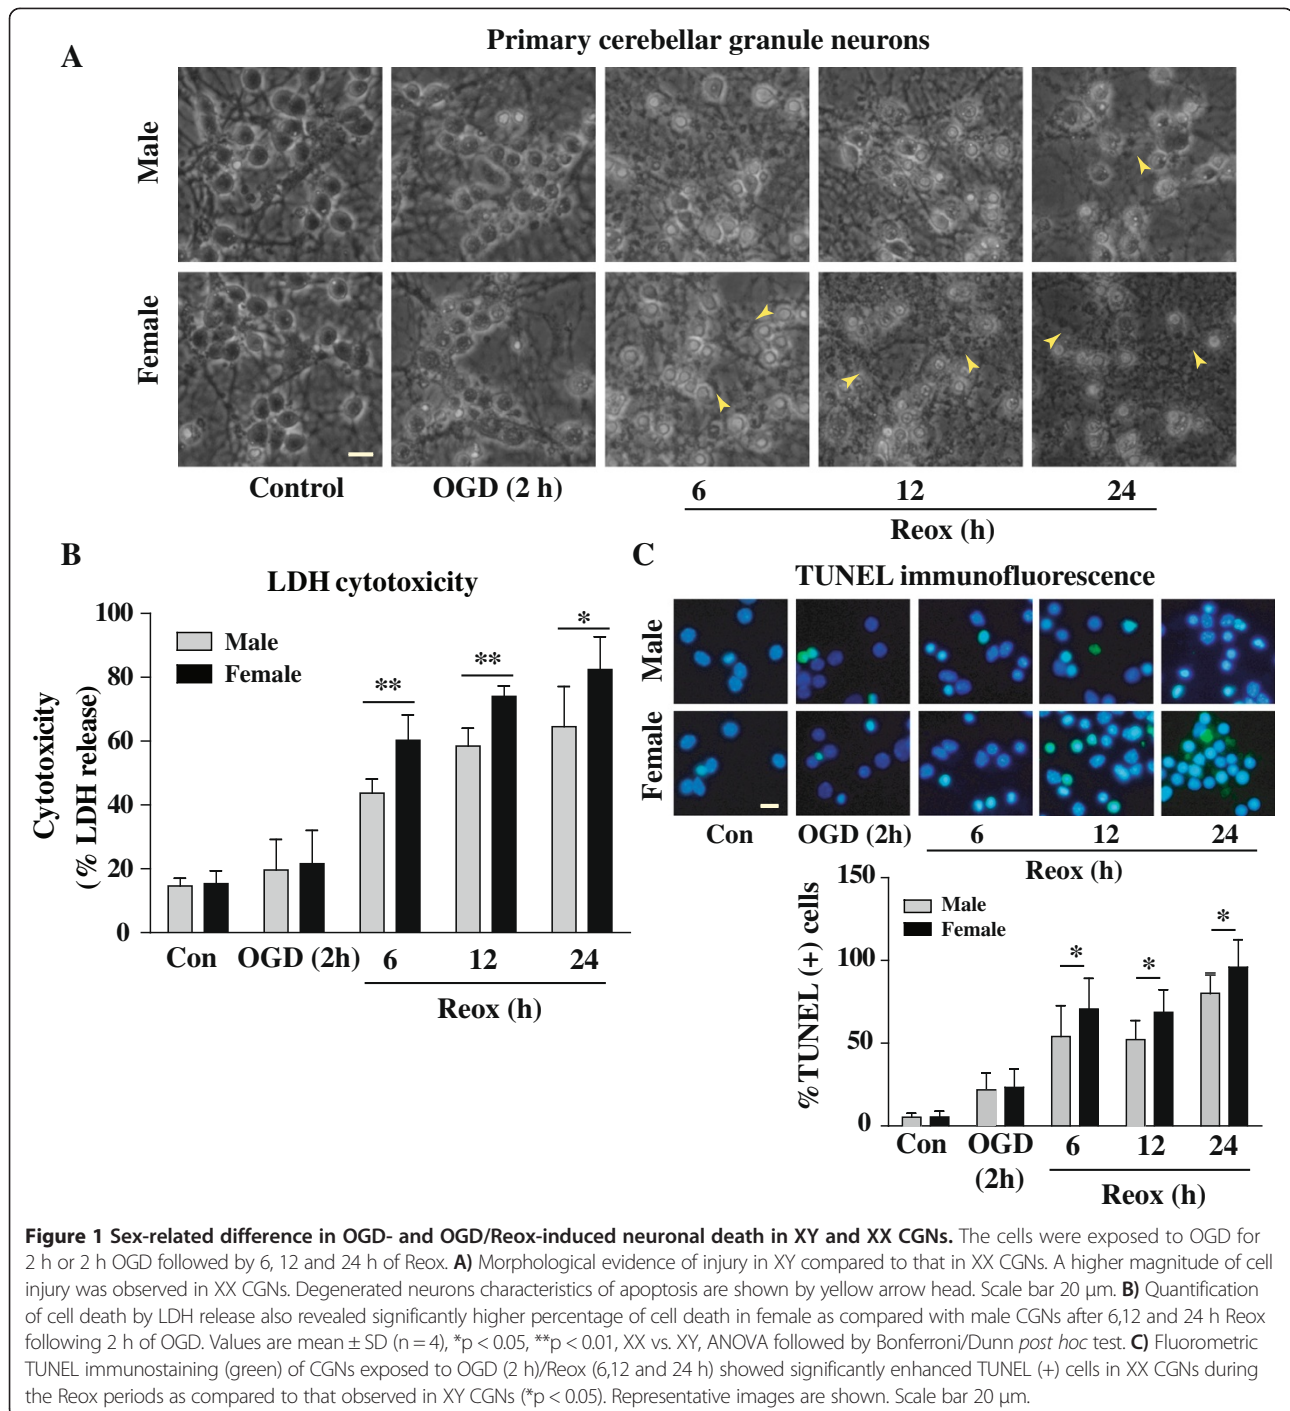 A
Primary cerebellar granule neurons
Male
Female
Control
OGD (2 h)
6
12
24
Reox (h)
B
LDH cytotoxicity
Cytotoxicity
(% LDH release)
100
80
60
40
20
0
Male
Female
**
**
*
Con
OGD (2h)
6
12
24
Reox (h)
C
TUNEL immunofluorescence
Male
Female
Con
OGD (2h)
6
12
24
Reox (h)
% TUNEL (+) cells
150
100
50
0
Male
Female
*
*
*
Con
OGD
(2h)
6
12
24
Reox (h)
Figure 1 Sex-related difference in OGD- and OGD/Reox-induced neuronal death in XY and XX CGNs. The cells were exposed to OGD for
2 h or 2 h OGD followed by 6, 12 and 24 h of Reox. A) Morphological evidence of injury in XY compared to that in XX CGNs. A higher magnitude of cell
injury was observed in XX CGNs. Degenerated neurons characteristics of apoptosis are shown by yellow arrow head. Scale bar 20 μm. B) Quantification
of cell death by LDH release also revealed significantly higher percentage of cell death in female as compared with male CGNs after 6,12 and 24 h Reox
following 2 h of OGD. Values are mean ± SD (n = 4), *p < 0.05, **p < 0.01, XX vs. XY, ANOVA followed by Bonferroni/Dunn post hoc test. C) Fluorometric
TUNEL immunostaining (green) of CGNs exposed to OGD (2 h)/Reox (6,12 and 24 h) showed significantly enhanced TUNEL (+) cells in XX CGNs during
the Reox periods as compared to that observed in XY CGNs (*p < 0.05). Representative images are shown. Scale bar 20 μm.